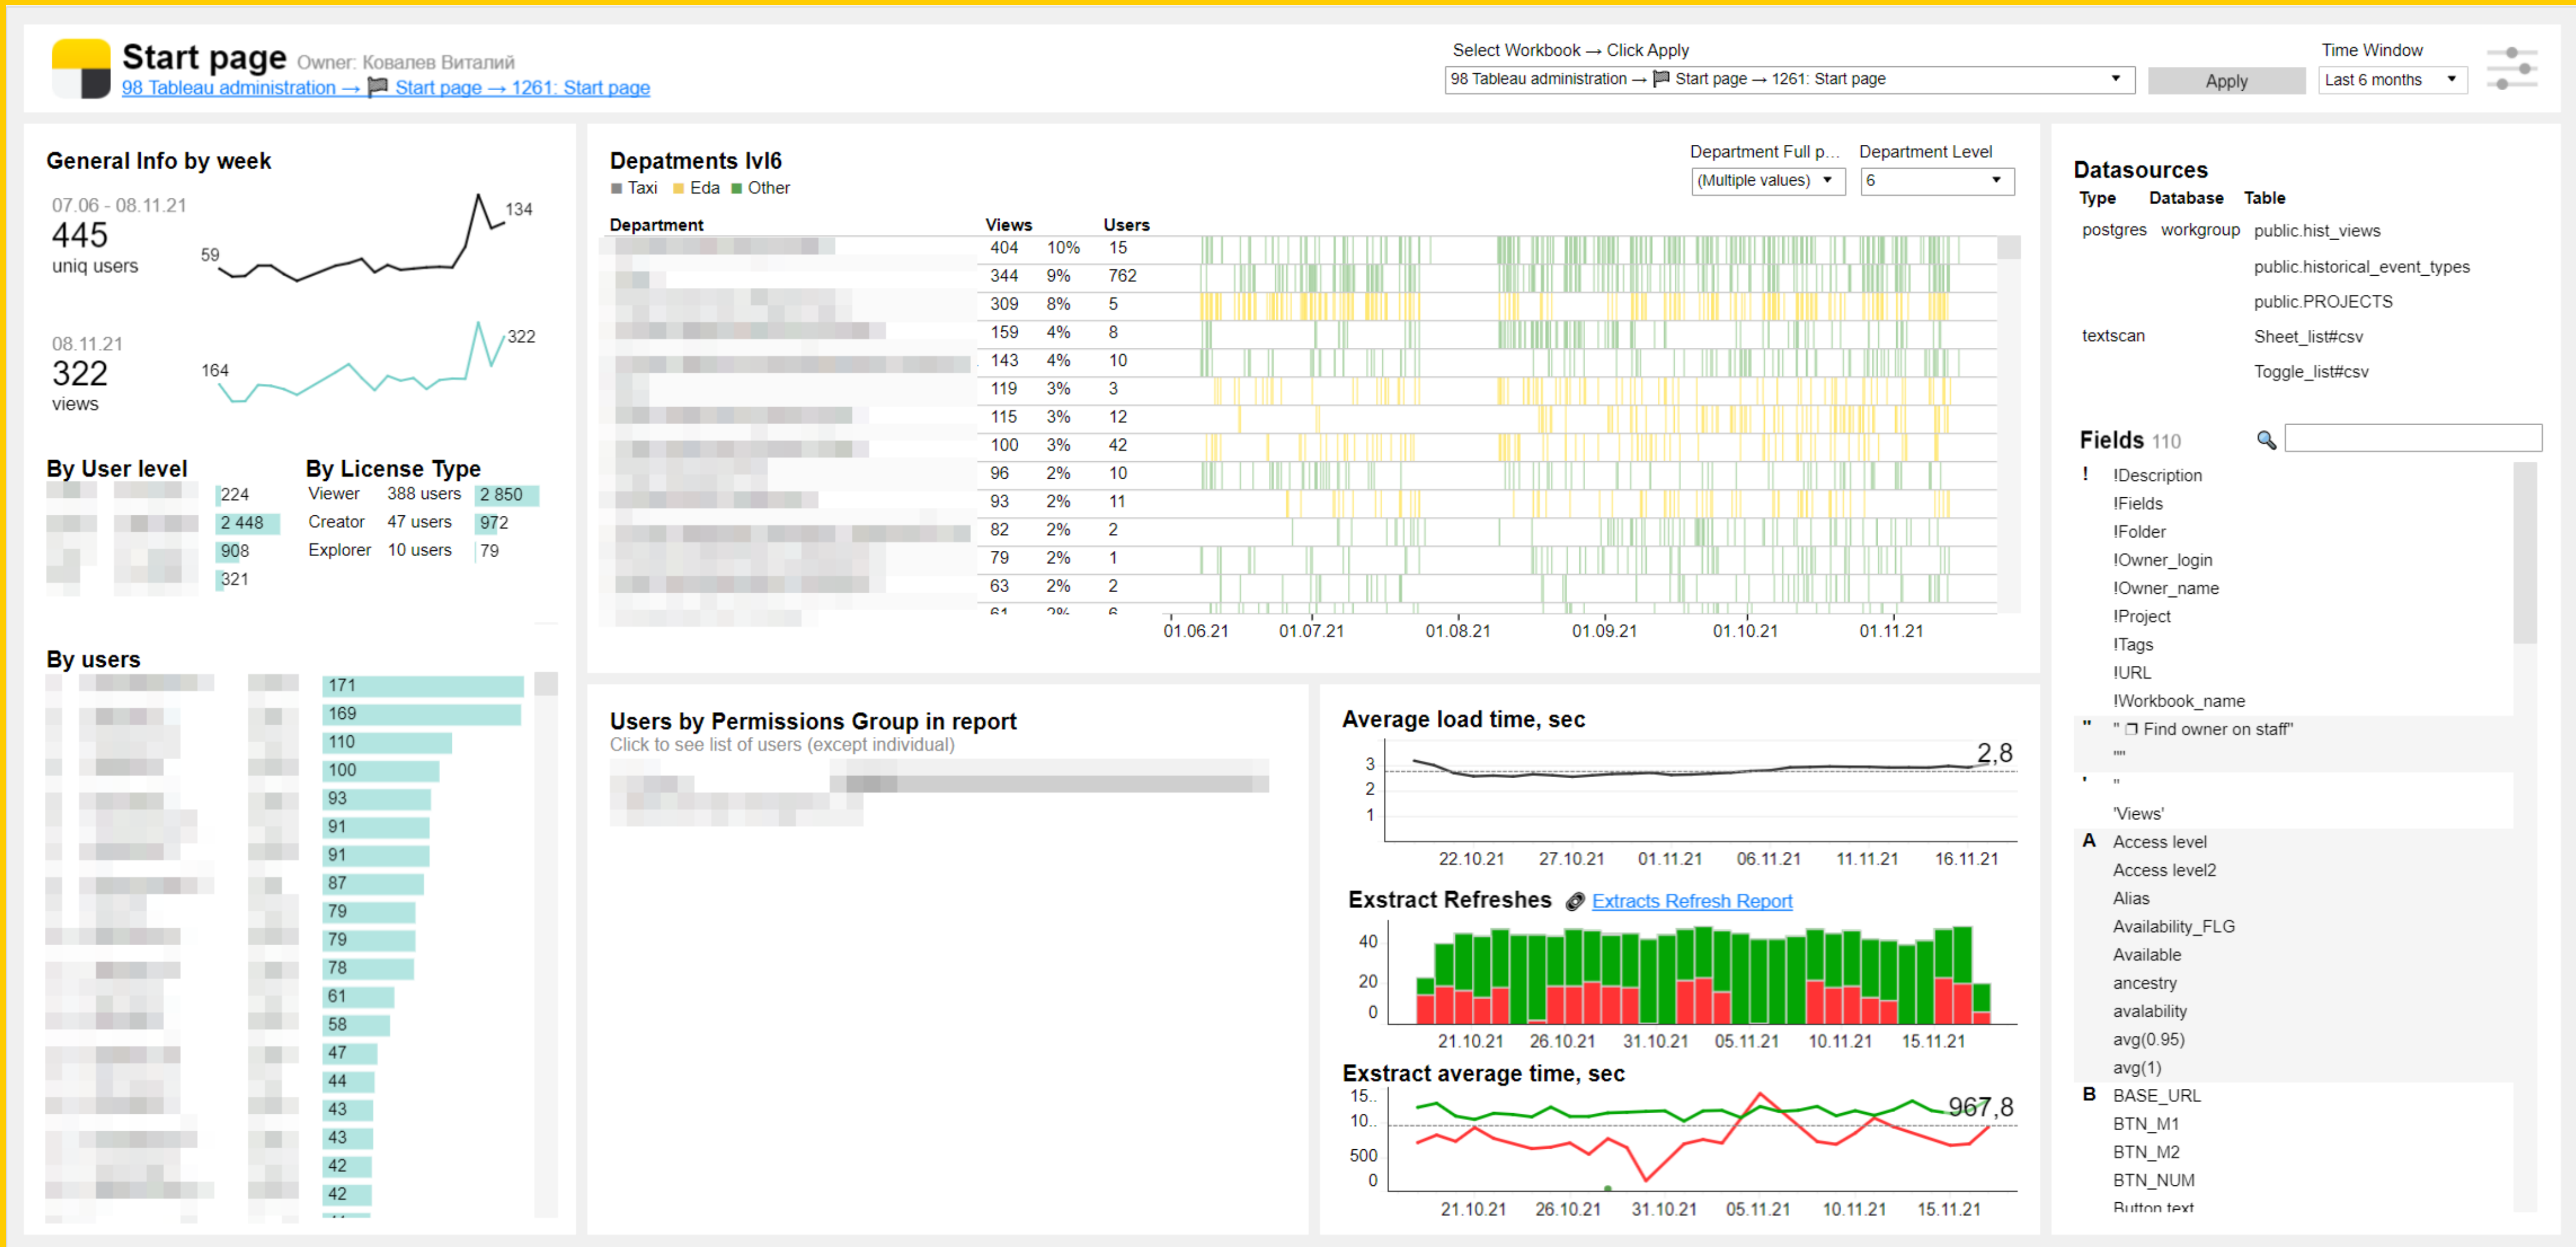 Start page Owner: Ковалев Виталий
98 Tableau administration → Start page → 1261: Start page
Select Workbook → Click Apply
98 Tableau administration → Start page → 1261: Start page
Apply
Time Window
Last 6 months
General Info by week
07.06 - 08.11.21
445
uniq users
59
134
08.11.21
322
views
164
322
By User level
224
2 448
908
321
By License Type
Viewer 388 users 2 850
Creator 47 users 972
Explorer 10 users 79
By users
171
169
110
100
93
91
91
87
79
79
78
61
58
47
44
43
43
42
42
Depatments lvl6
Taxi Eda Other
Department Full p...
(Multiple values)
Department Level
6
Department Views Users
404 10% 15
344 9% 762
309 8% 5
159 4% 8
143 4% 10
119 3% 3
115 3% 12
100 3% 42
96 2% 10
93 2% 11
82 2% 2
79 2% 1
63 2% 2
61 2% 6
01.06.21 01.07.21 01.08.21 01.09.21 01.10.21 01.11.21
Users by Permissions Group in report
Click to see list of users (except individual)
Average load time, sec
2,8
3
2
1
22.10.21 27.10.21 01.11.21 06.11.21 11.11.21 16.11.21
Exstract Refreshes Extracts Refresh Report
40
20
0
21.10.21 26.10.21 31.10.21 05.11.21 10.11.21 15.11.21
Exstract average time, sec
15..
967,8
10..
500
0
21.10.21 26.10.21 31.10.21 05.11.21 10.11.21 15.11.21
Datasources
Type Database Table
postgres workgroup public.hist_views
public.historical_event_types
public.PROJECTS
textscan Sheet_list#csv
Toggle_list#csv
Fields 110
! !Description
!Fields
!Folder
!Owner_login
!Owner_name
!Project
!Tags
!URL
!Workbook_name
" " ❐ Find owner on staff"
""
' ''
'Views'
A Access level
Access level2
Alias
Availability_FLG
Available
ancestry
avalability
avg(0.95)
avg(1)
B BASE_URL
BTN_M1
BTN_M2
BTN_NUM
Button text